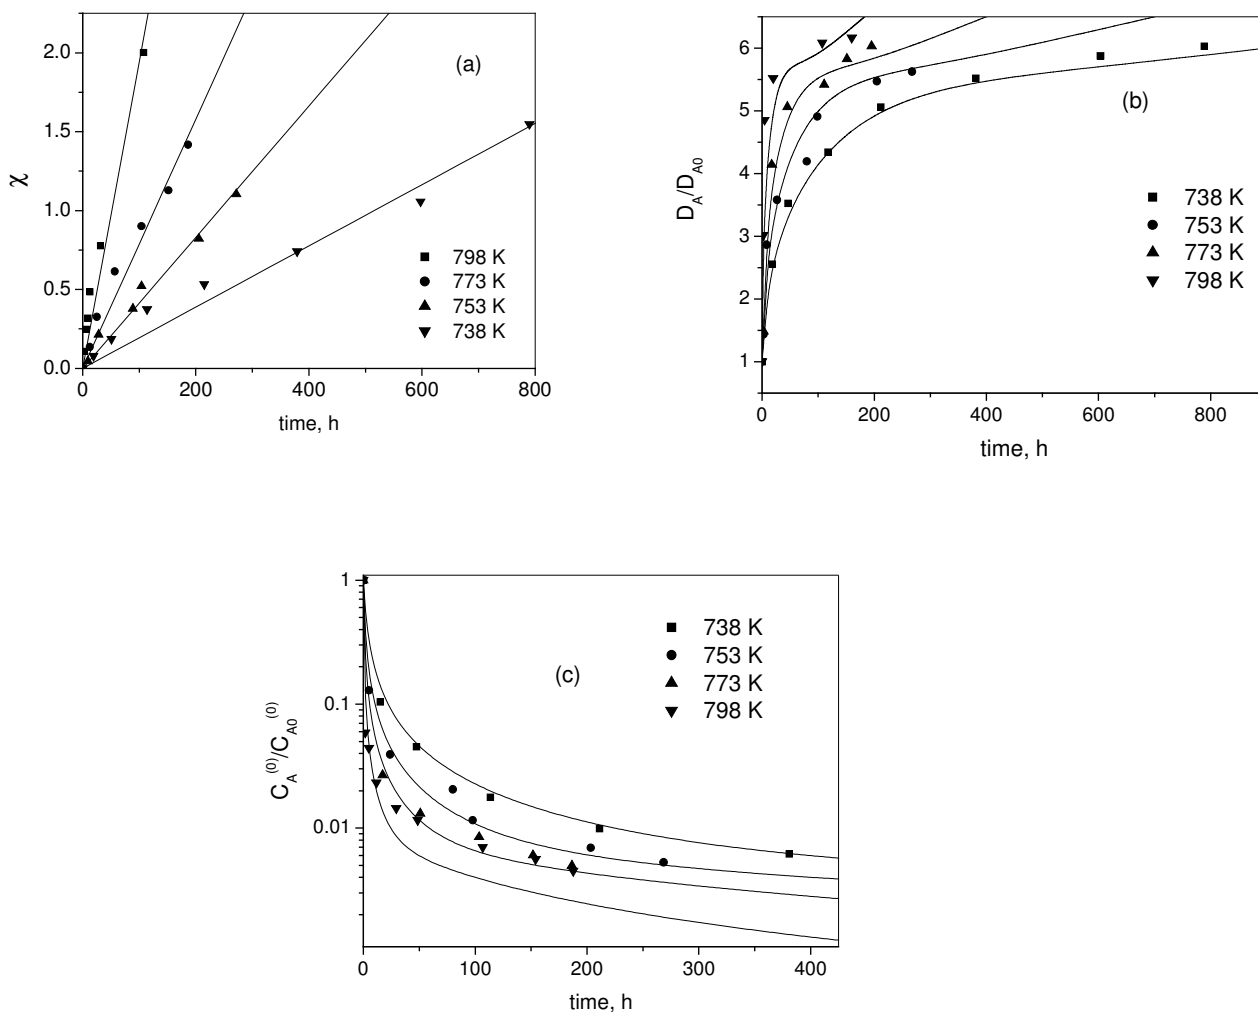 2.0
1.5
1.0
0.5
0.0
χ
(a)
798 K
773 K
753 K
738 K
0 200 400 600 800
time, h
6
5
4
3
2
1
D_A/D_A0
(b)
738 K
753 K
773 K
798 K
0 200 400 600 800
time, h
1
0.1
0.01
C_A^(0)/C_A0^(0)
(c)
738 K
753 K
773 K
798 K
0 100 200 300 400
time, h